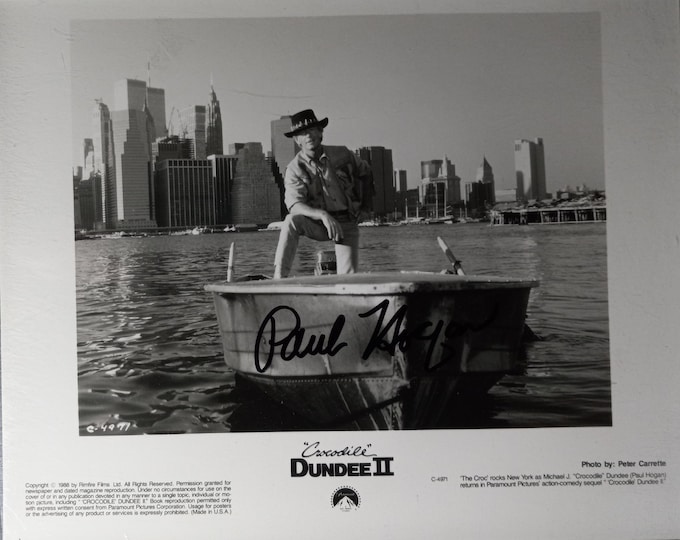 Paul Hogan
C-4971
"Crocodile"
DUNDEE II
Copyright © 1988 by Rimfire Films. Ltd. All Rights Reserved. Permission granted for
newspaper and dated magazine reproduction. Under no circumstances for use on the
cover of or in any publication devoted in any manner to a single topic, individual or mo-
tion picture, including "'CROCODILE' DUNDEE II." Book reproduction permitted only
with express written consent from Paramount Pictures Corporation. Usage for posters
or the advertising of any product or services is expressly prohibited. (Made in U.S.A.)
Photo by: Peter Carrette
C-4971
'The Croc' rocks New York as Michael J. "Crocodile" Dundee (Paul Hogan)
returns in Paramount Pictures' action-comedy sequel "'Crocodile' Dundee II."